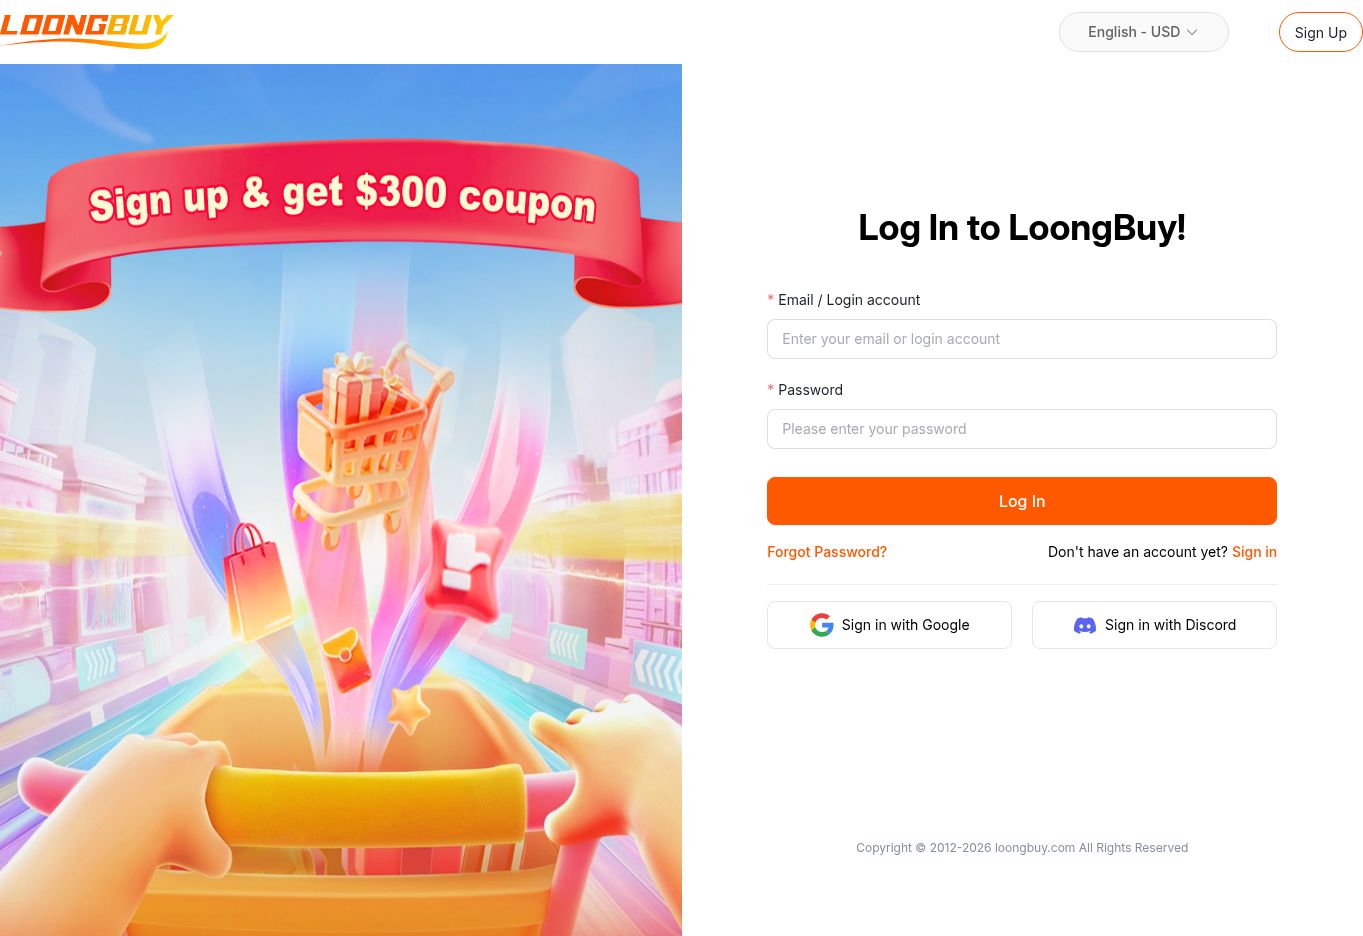 LOONGBUY
English - USD
Sign Up
Sign up & get $300 coupon
Log In to LoongBuy!
* Email / Login account
Enter your email or login account
* Password
Please enter your password
Log In
Forgot Password?
Don't have an account yet? Sign in
Sign in with Google
Sign in with Discord
Copyright © 2012-2026 loongbuy.com All Rights Reserved